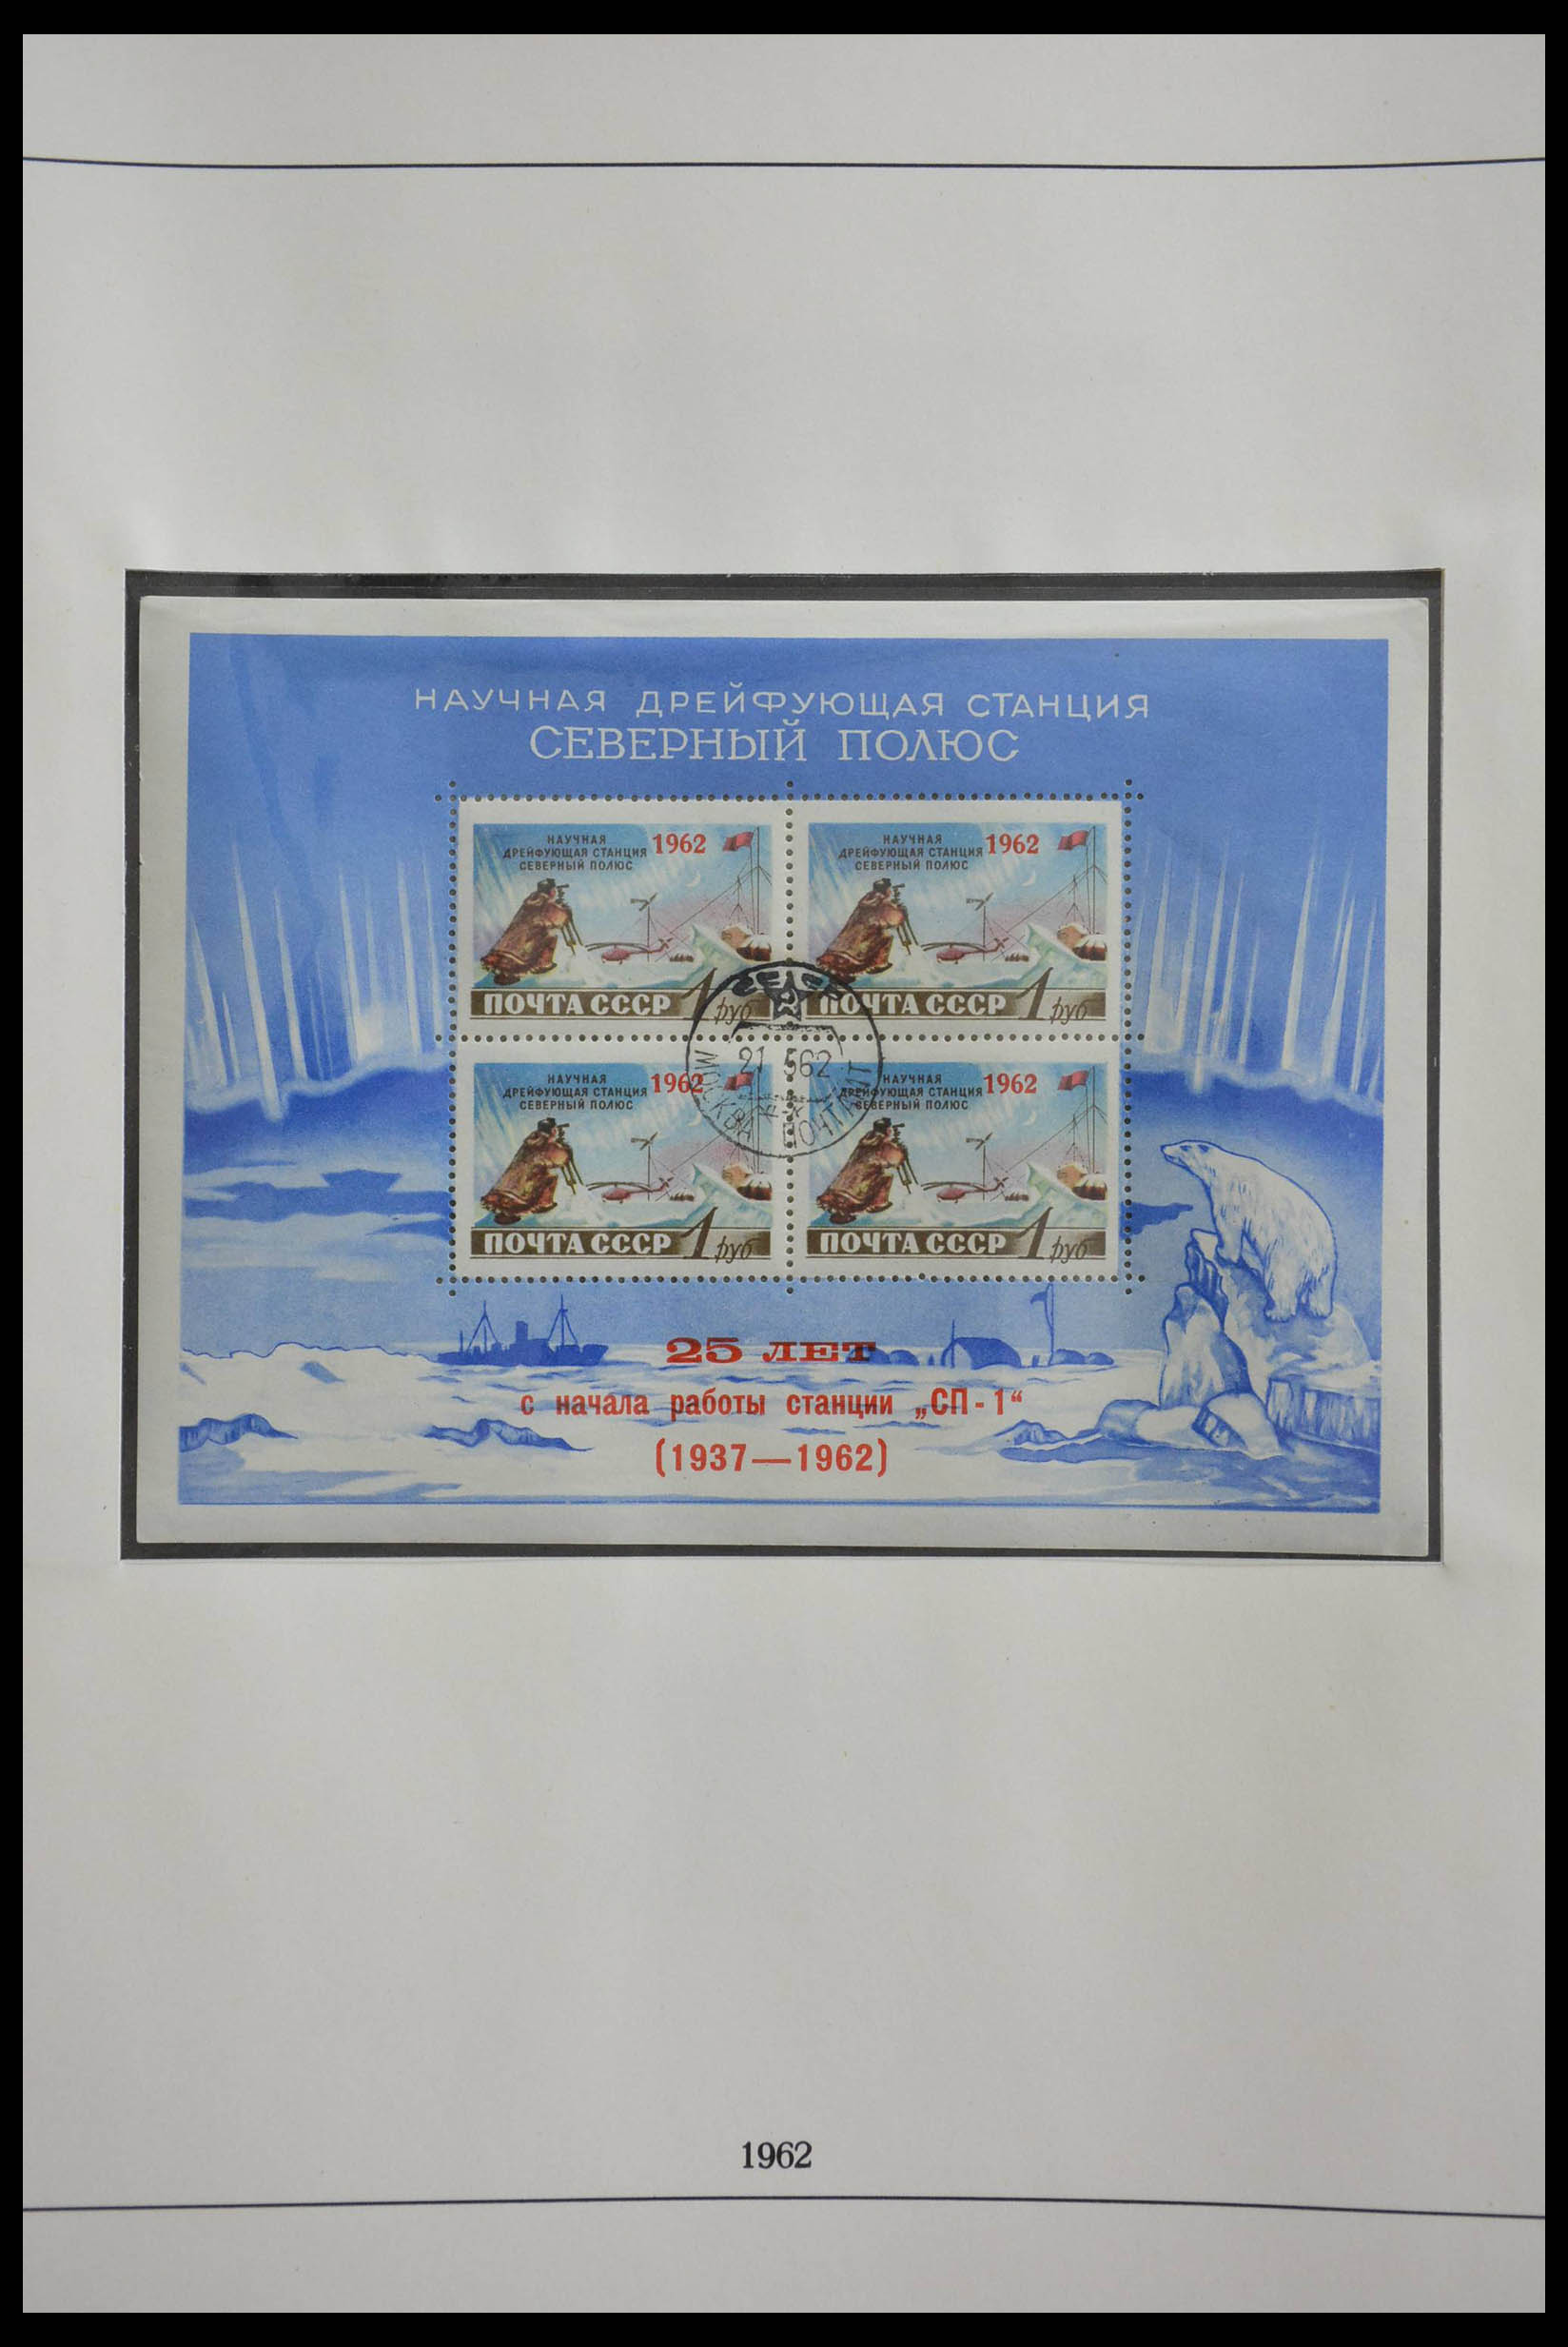 НАУЧНАЯ ДРЕЙФУЮЩАЯ СТАНЦИЯ
СЕВЕРНЫЙ ПОЛЮС
НАУЧНАЯ
ДРЕЙФУЮЩАЯ СТАНЦИЯ
СЕВЕРНЫЙ ПОЛЮС
1962
ПОЧТА СССР 1 руб
НАУЧНАЯ
ДРЕЙФУЮЩАЯ СТАНЦИЯ
СЕВЕРНЫЙ ПОЛЮС
1962
ПОЧТА СССР 1 руб
СССР
21 562
МОСКВА ПОЧТАМТ
НАУЧНАЯ
ДРЕЙФУЮЩАЯ СТАНЦИЯ
СЕВЕРНЫЙ ПОЛЮС
1962
ПОЧТА СССР 1 руб
НАУЧНАЯ
ДРЕЙФУЮЩАЯ СТАНЦИЯ
СЕВЕРНЫЙ ПОЛЮС
1962
ПОЧТА СССР 1 руб
25 ЛЕТ
с начала работы станции „СП-1“
(1937—1962)
1962